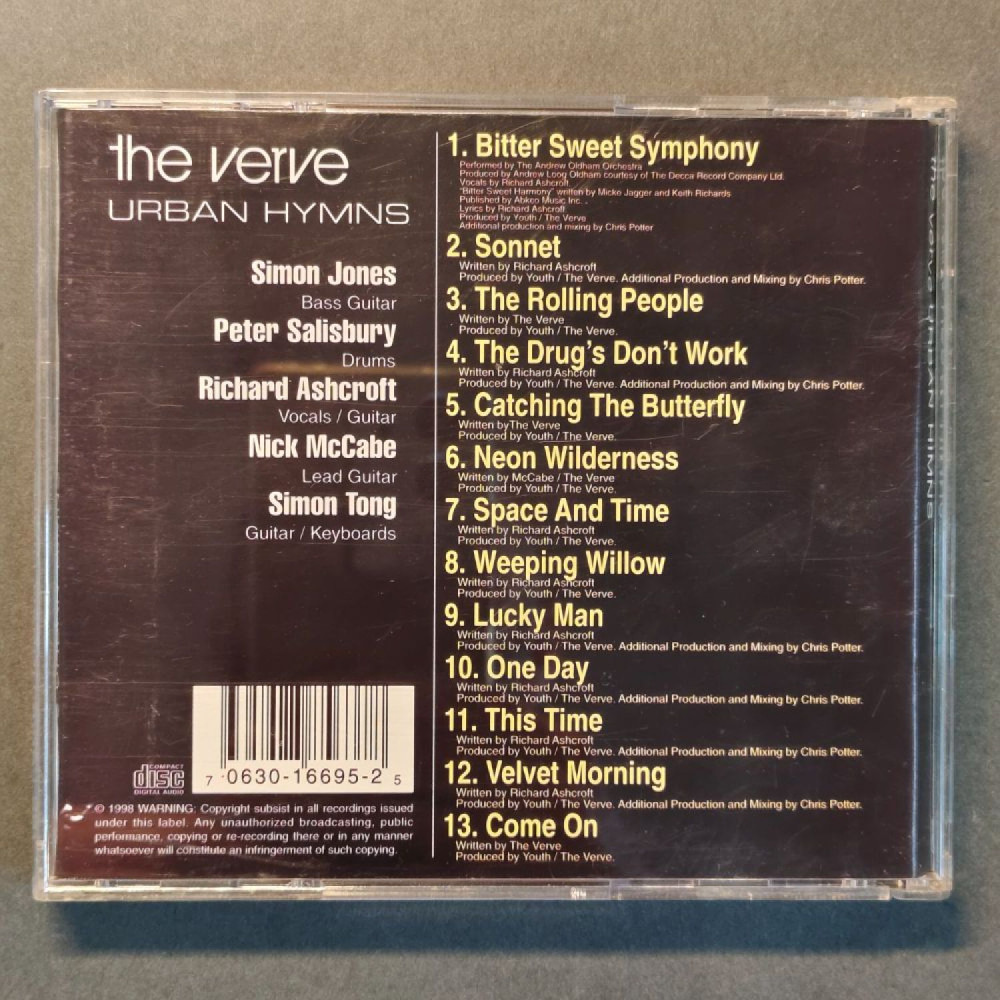 the verve
URBAN HYMNS
Simon Jones
Bass Guitar
Peter Salisbury
Drums
Richard Ashcroft
Vocals / Guitar
Nick McCabe
Lead Guitar
Simon Tong
Guitar / Keyboards
7 0630-16695-2 5
COMPACT
disc
DIGITAL AUDIO
© 1998 WARNING: Copyright subsist in all recordings issued
under this label. Any unauthorized broadcasting, public
performance, copying or re-recording there or in any manner
whatsoever will constitute an infringement of such copying.
1. Bitter Sweet Symphony
Performed by The Andrew Oldham Orchestra
Produced by Andrew Loog Oldham courtesy of The Decca Record Company Ltd.
Vocals by Richard Ashcroft
"Bitter Sweet Harmony" written by Micke Jagger and Keith Richards
Published by Abkco Music Inc..
Lyrics by Richard Ashcroft
Produced by Youth / The Verve
Additional production and mixing by Chris Potter
2. Sonnet
Written by Richard Ashcroft
Produced by Youth / The Verve. Additional Production and Mixing by Chris Potter.
3. The Rolling People
Written by The Verve
Produced by Youth / The Verve.
4. The Drug's Don't Work
Written by Richard Ashcroft
Produced by Youth / The Verve. Additional Production and Mixing by Chris Potter.
5. Catching The Butterfly
Written byThe Verve
Produced by Youth / The Verve.
6. Neon Wilderness
Written by McCabe / The Verve
Produced by Youth / The Verve.
7. Space And Time
Written by Richard Ashcroft
Produced by Youth / The Verve.
8. Weeping Willow
Written by Richard Ashcroft
Produced by Youth / The Verve.
9. Lucky Man
Written by Richard Ashcroft
Produced by Youth / The Verve. Additional Production and Mixing by Chris Potter.
10. One Day
Written by Richard Ashcroft
Produced by Youth / The Verve. Additional Production and Mixing by Chris Potter.
11. This Time
Written by Richard Ashcroft
Produced by Youth / The Verve. Additional Production and Mixing by Chris Potter.
12. Velvet Morning
Written by Richard Ashcroft
Produced by Youth / The Verve. Additional Production and Mixing by Chris Potter.
13. Come On
Written by The Verve
Produced by Youth / The Verve.